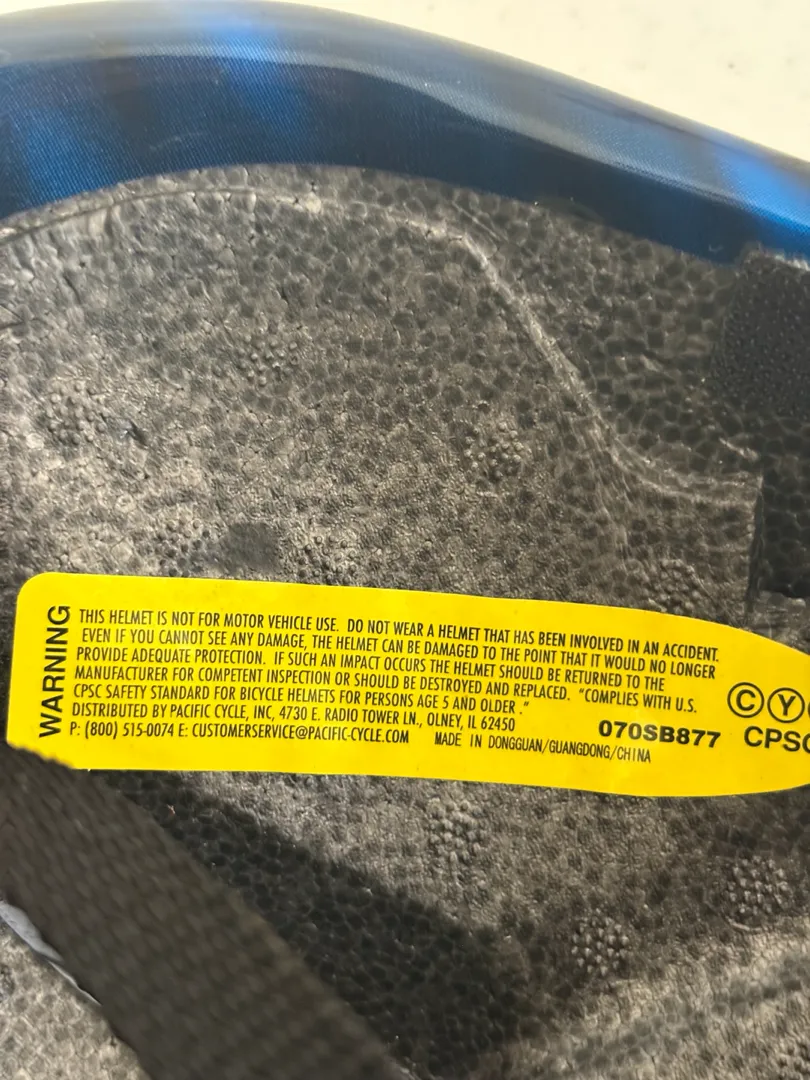 WARNING
THIS HELMET IS NOT FOR MOTOR VEHICLE USE. DO NOT WEAR A HELMET THAT HAS BEEN INVOLVED IN AN ACCIDENT.
EVEN IF YOU CANNOT SEE ANY DAMAGE, THE HELMET CAN BE DAMAGED TO THE POINT THAT IT WOULD NO LONGER
PROVIDE ADEQUATE PROTECTION. IF SUCH AN IMPACT OCCURS THE HELMET SHOULD BE RETURNED TO THE
MANUFACTURER FOR COMPETENT INSPECTION OR SHOULD BE DESTROYED AND REPLACED. "COMPLIES WITH U.S.
CPSC SAFETY STANDARD FOR BICYCLE HELMETS FOR PERSONS AGE 5 AND OLDER ."
DISTRIBUTED BY PACIFIC CYCLE, INC, 4730 E. RADIO TOWER LN., OLNEY, IL 62450
P: (800) 515-0074 E: CUSTOMERSERVICE@PACIFIC-CYCLE.COM MADE IN DONGGUAN/GUANGDONG/CHINA
070SB877
Ⓒ Ⓨ
CPSC